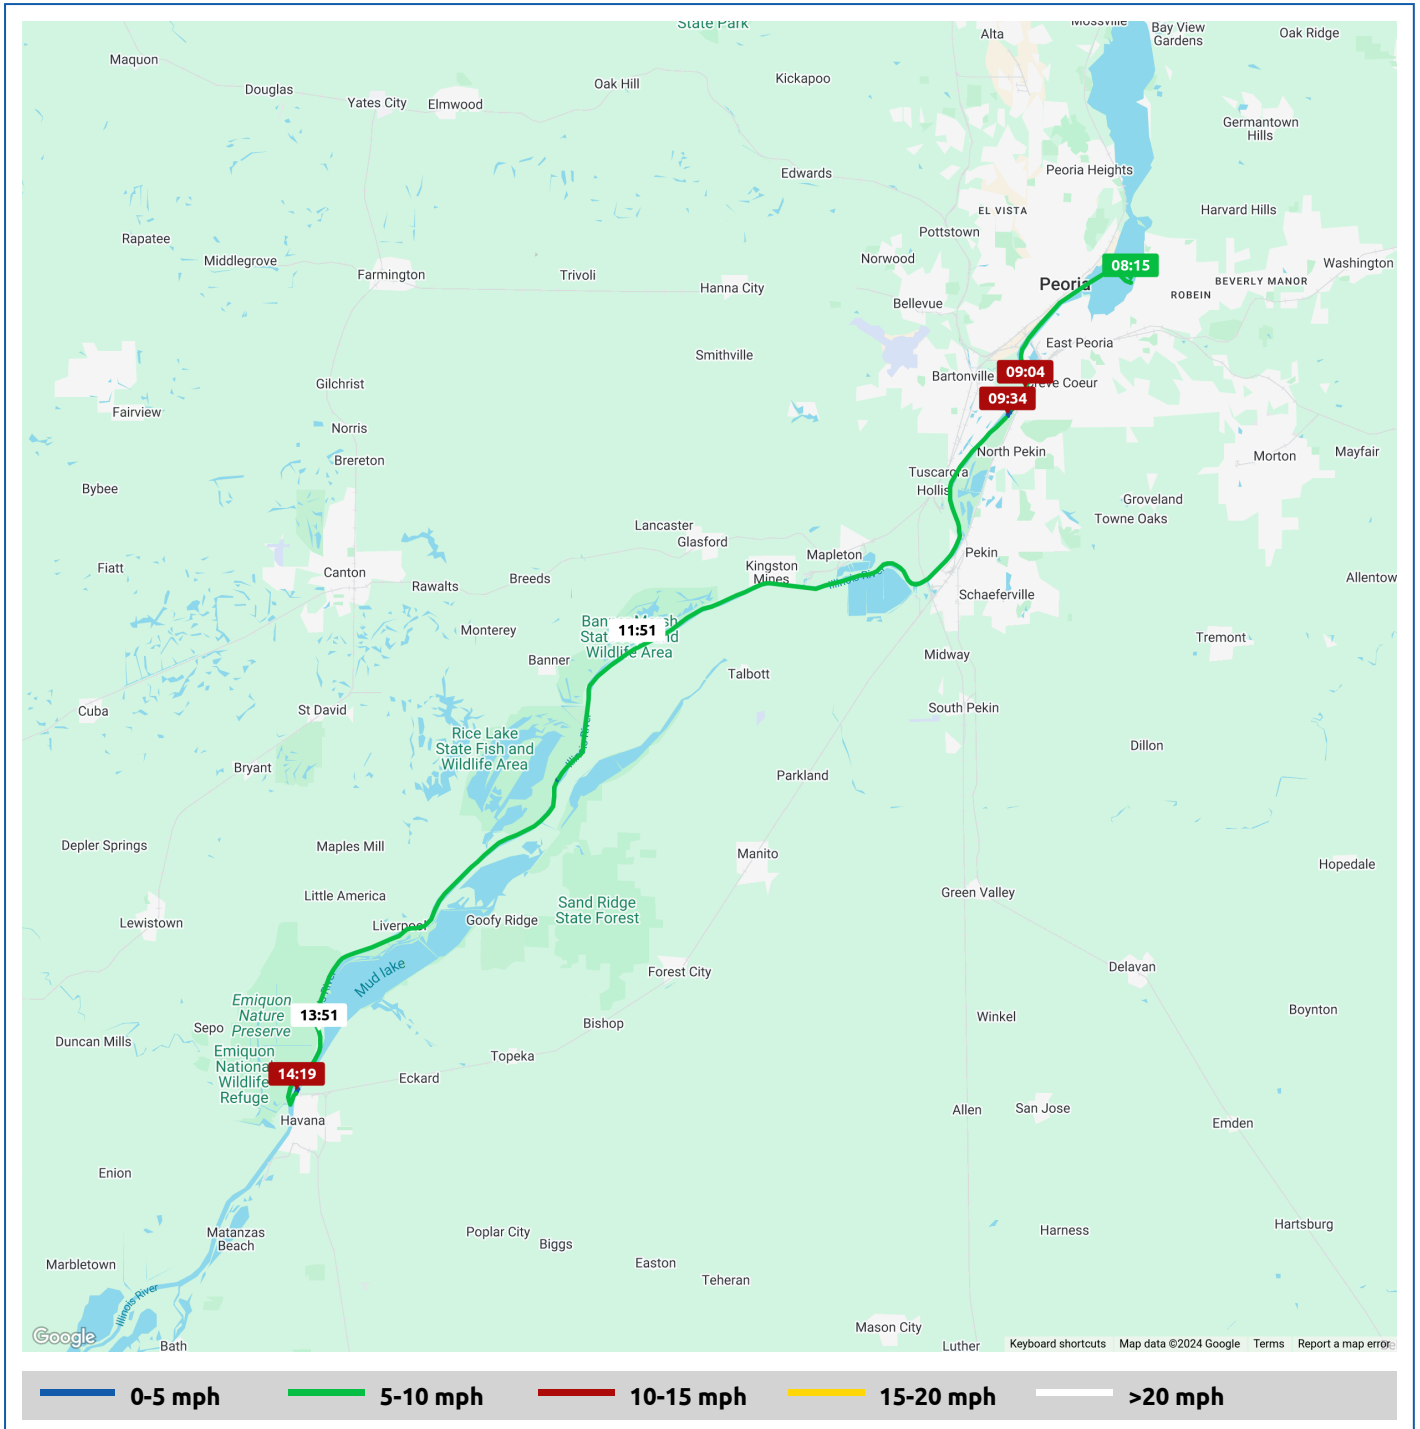 State Park
Mossville
Bay View
Gardens
Oak Ridge
Alta
Maquon
Kickapoo
Oak Hill
Douglas
Yates City
Elmwood
Germantown
Hills
Peoria Heights
Edwards
EL VISTA
Harvard Hills
Pottstown
Rapatee
Middlegrove
Norwood
Washington
08:15
Farmington
Trivoli
Hanna City
Peoria
BEVERLY MANOR
ROBEIN
Bellevue
East Peoria
Smithville
09:04
Bartonville
Gilchrist
09:34
Fairview
Norris
North Pekin
Mayfair
Morton
Brereton
Tuscarora
Hollis
Bybee
Groveland
Towne Oaks
Lancaster
Glasford
Pekin
Mapleton
Kingston
Mines
Illinois River
Fiatt
Canton
Breeds
Rawalts
Allentow
Schaeferville
Monterey
11:51
Wildlife Area
Tremont
Banner
Midway
Talbott
Cuba
St David
South Pekin
Illinois River
Rice Lake
State Fish and
Wildlife Area
Dillon
Bryant
Parkland
Depler Springs
Maples Mill
Manito
Hopedale
Little America
Green Valley
Sand Ridge
State Forest
Lewistown
Liverpool
Goofy Ridge
Mud lake
Forest City
Delavan
Emiquon
Nature
Preserve
13:51
Boynton
Winkel
Sepo
Bishop
Duncan Mills
Emiquon
National
Wildlife
Refuge
Topeka
14:19
Eckard
Allen
San Jose
Havana
Emden
Enion
Matanzas
Beach
Poplar City
Biggs
Harness
Hartsburg
Marbletown
Easton
Teheran
Illinois River
Google
Bath
Mason City
Luther
Keyboard shortcuts Map data ©2024 Google Terms Report a map error
0-5 mph 5-10 mph 10-15 mph 15-20 mph >20 mph